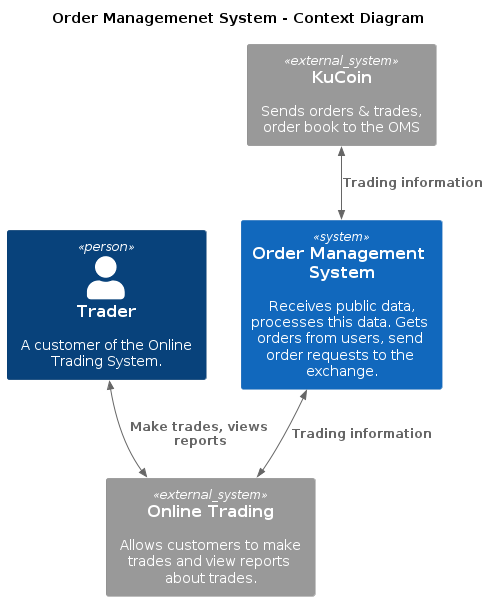 Order Managemenet System - Context Diagram
«external_system»
KuCoin
Sends orders & trades,
order book to the OMS
Trading information
«person»
Trader
A customer of the Online
Trading System.
«system»
Order Management
System
Receives public data,
processes this data. Gets
orders from users, send
order requests to the
exchange.
Make trades, views
reports
Trading information
«external_system»
Online Trading
Allows customers to make
trades and view reports
about trades.